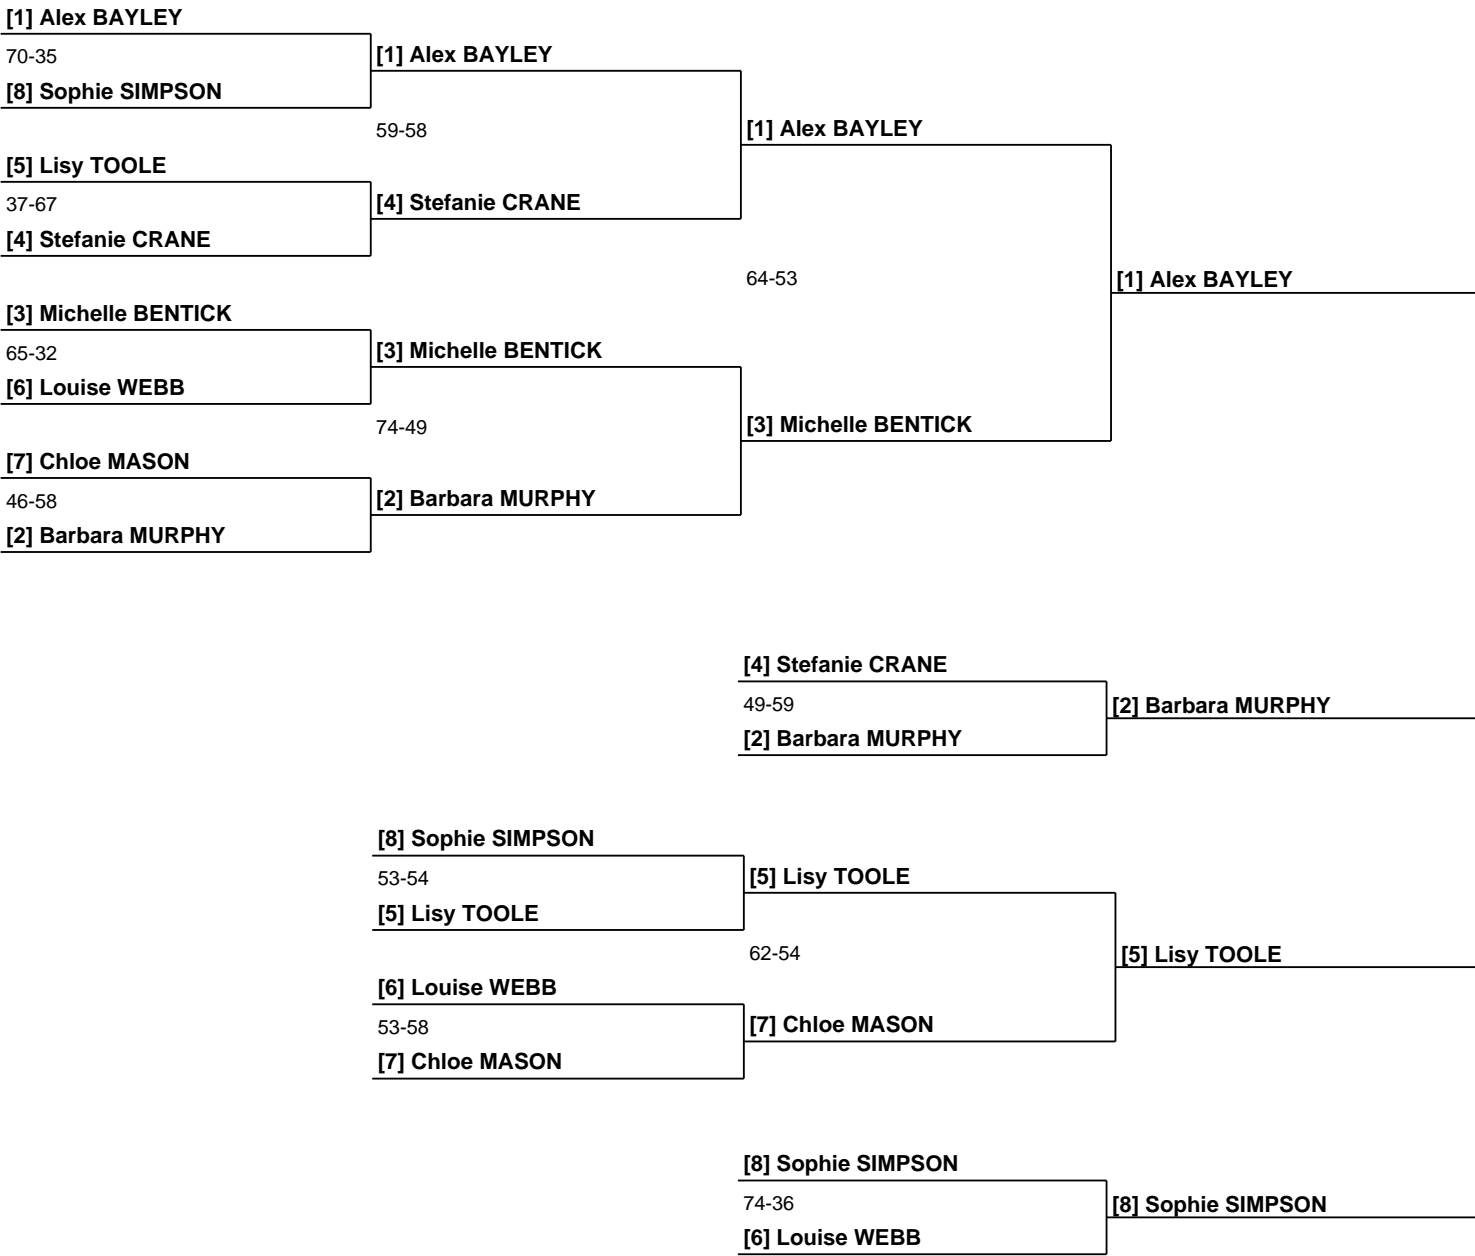 [1] Alex BAYLEY
70-35
[8] Sophie SIMPSON
[1] Alex BAYLEY
59-58
[5] Lisy TOOLE
37-67
[4] Stefanie CRANE
[4] Stefanie CRANE
[1] Alex BAYLEY
64-53
[1] Alex BAYLEY
[3] Michelle BENTICK
65-32
[6] Louise WEBB
[3] Michelle BENTICK
74-49
[7] Chloe MASON
46-58
[2] Barbara MURPHY
[2] Barbara MURPHY
[3] Michelle BENTICK
[4] Stefanie CRANE
49-59
[2] Barbara MURPHY
[2] Barbara MURPHY
[8] Sophie SIMPSON
53-54
[5] Lisy TOOLE
[5] Lisy TOOLE
62-54
[5] Lisy TOOLE
[6] Louise WEBB
53-58
[7] Chloe MASON
[7] Chloe MASON
[8] Sophie SIMPSON
74-36
[6] Louise WEBB
[8] Sophie SIMPSON